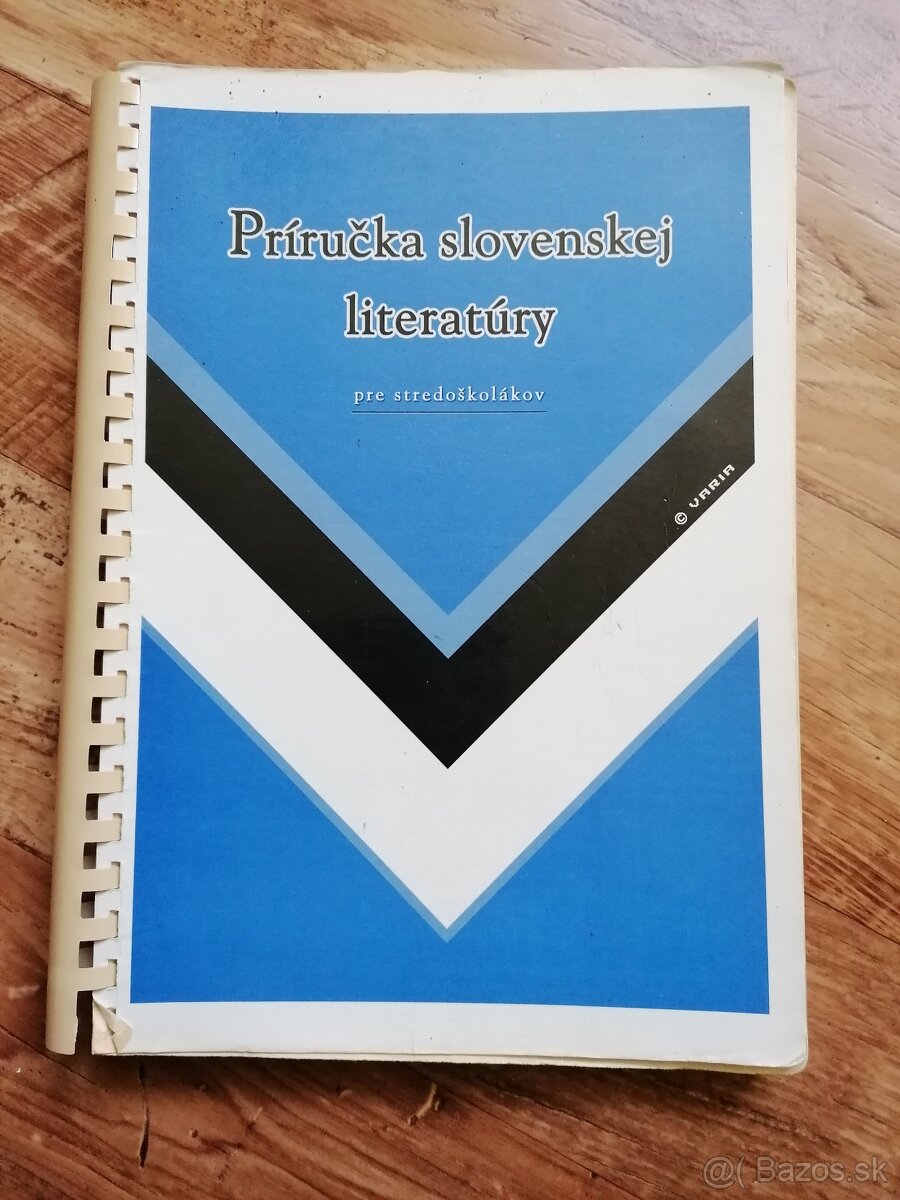 Príručka slovenskej
literatúry
pre stredoškolákov
© VARIA
@( Bazos.sk